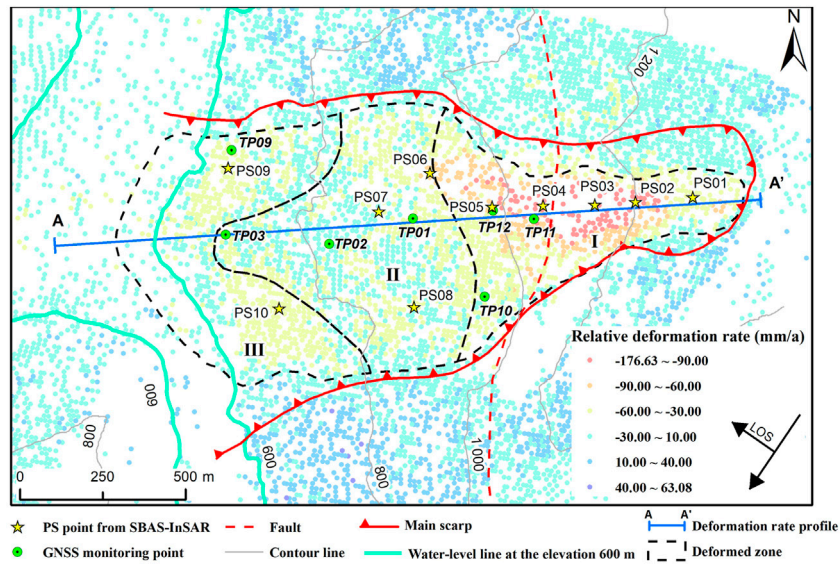 N
1 200
TP09
PS09
PS06
PS07
PS05
PS04
PS03
PS02
PS01
A
A'
TP03
TP02
TP01
TP12
TP11
I
II
PS10
PS08
TP10
III
600
800
600
800
1 000
0 250 500 m
Relative deformation rate (mm/a)
-176.63 ~ -90.00
-90.00 ~ -60.00
-60.00 ~ -30.00
-30.00 ~ 10.00
10.00 ~ 40.00
40.00 ~ 63.08
LOS
PS point from SBAS-InSAR
Fault
Main scarp
A A'
Deformation rate profile
GNSS monitoring point
Contour line
Water-level line at the elevation 600 m
Deformed zone